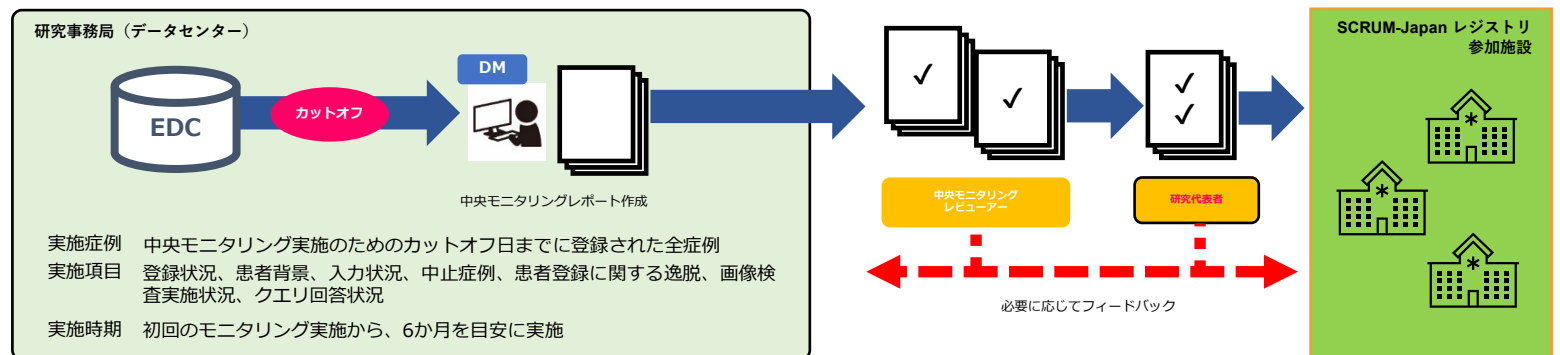 研究事務局（データセンター）
EDC
カットオフ
DM
中央モニタリングレポート作成
実施症例 中央モニタリング実施のためのカットオフ日までに登録された全症例
実施項目 登録状況、患者背景、入力状況、中止症例、患者登録に関する逸脱、画像検
査実施状況、クエリ回答状況
実施時期 初回のモニタリング実施から、6か月を目安に実施
中央モニタリング
レビューアー
研究代表者
必要に応じてフィードバック
SCRUM-Japan レジストリ
参加施設